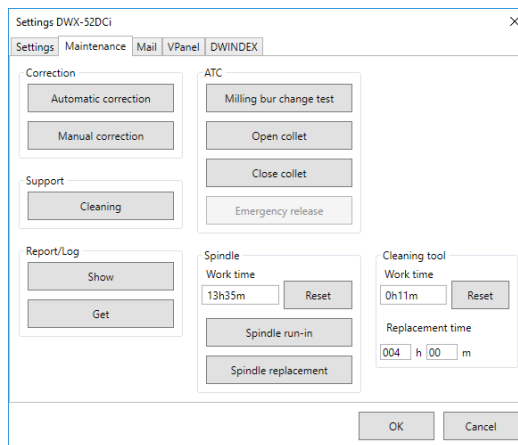 Settings DWX-52DCi
Settings Maintenance Mail VPanel DWINDEX
Correction
Automatic correction
Manual correction
Support
Cleaning
Report/Log
Show
Get
ATC
Milling bur change test
Open collet
Close collet
Emergency release
Spindle
Work time
13h35m Reset
Spindle run-in
Spindle replacement
Cleaning tool
Work time
0h11m Reset
Replacement time
004 h 00 m
OK Cancel